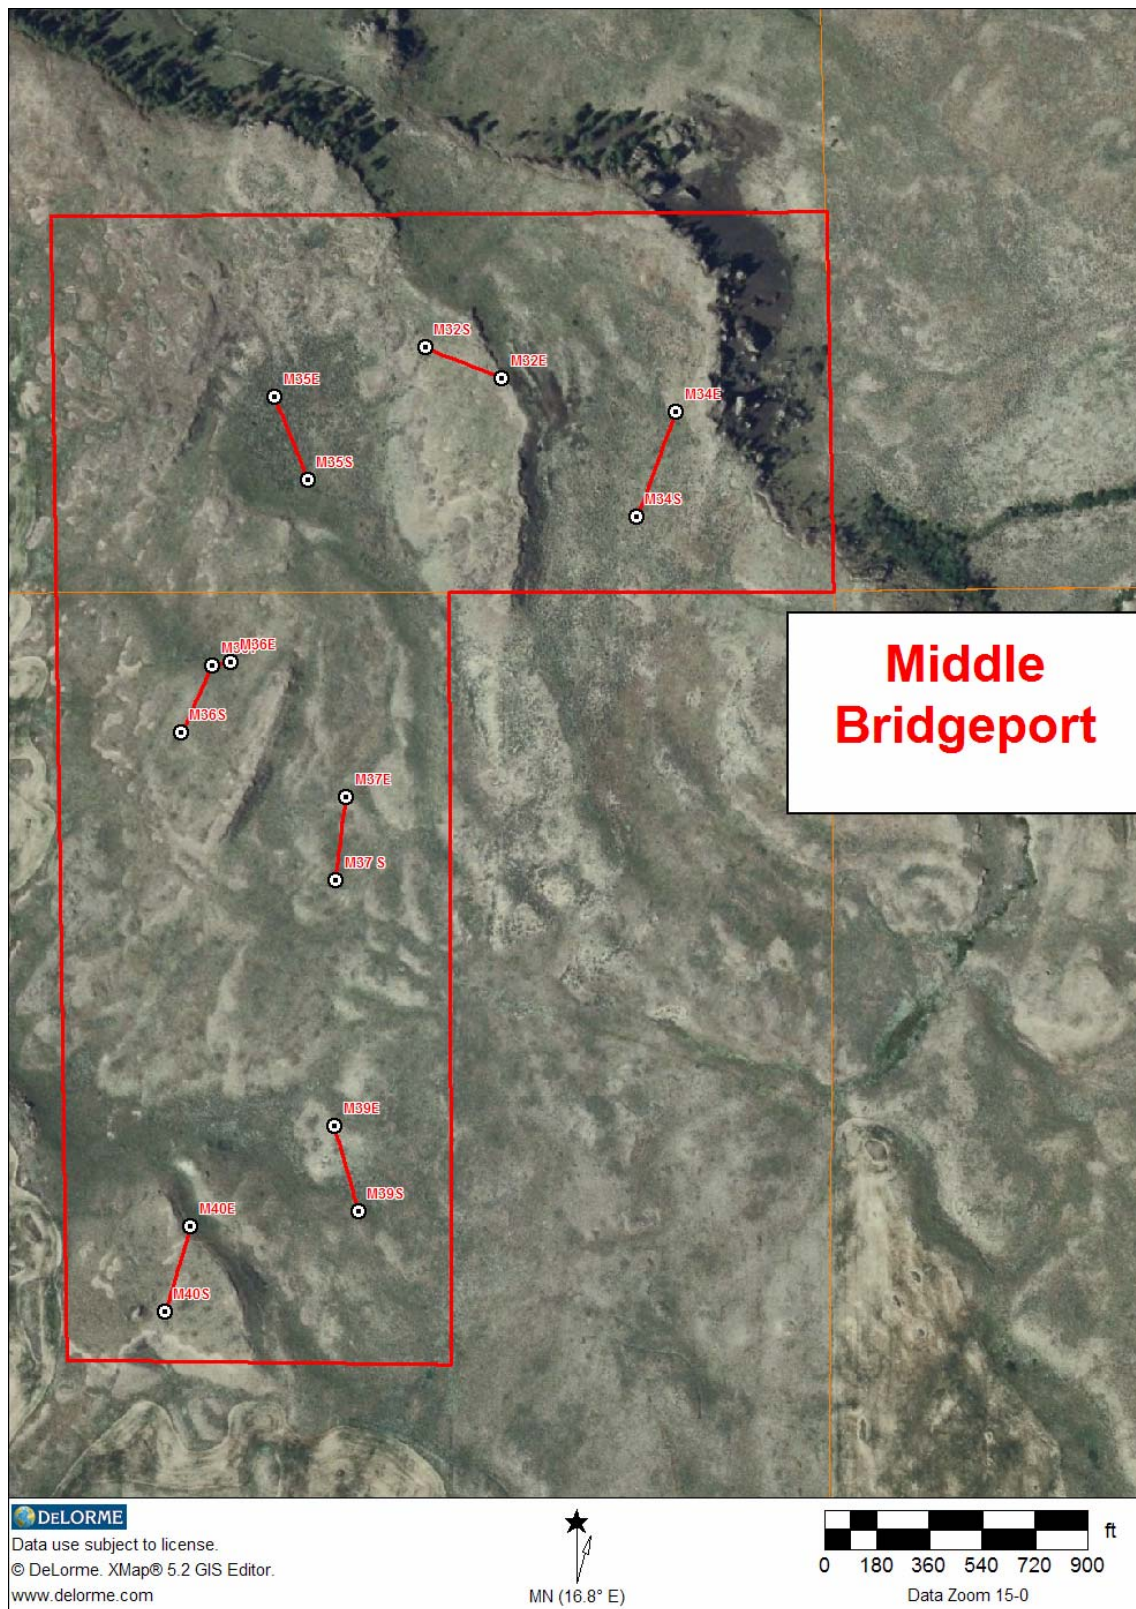 M32S
M32E
M35E
M34E
M35S
M34S
M36E
M36S
M37E
M37 S
M39E
M39S
M40E
M40S
Middle
Bridgeport
DELORME
Data use subject to license.
© DeLorme. XMap® 5.2 GIS Editor.
www.delorme.com
MN (16.8° E)
ft
0 180 360 540 720 900
Data Zoom 15-0